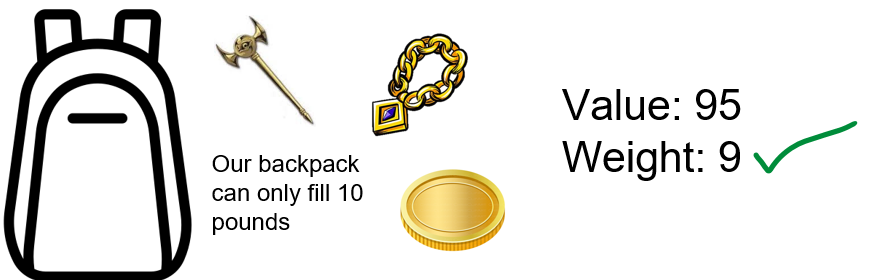 Our backpack
can only fill 10
pounds
Value: 95
Weight: 9